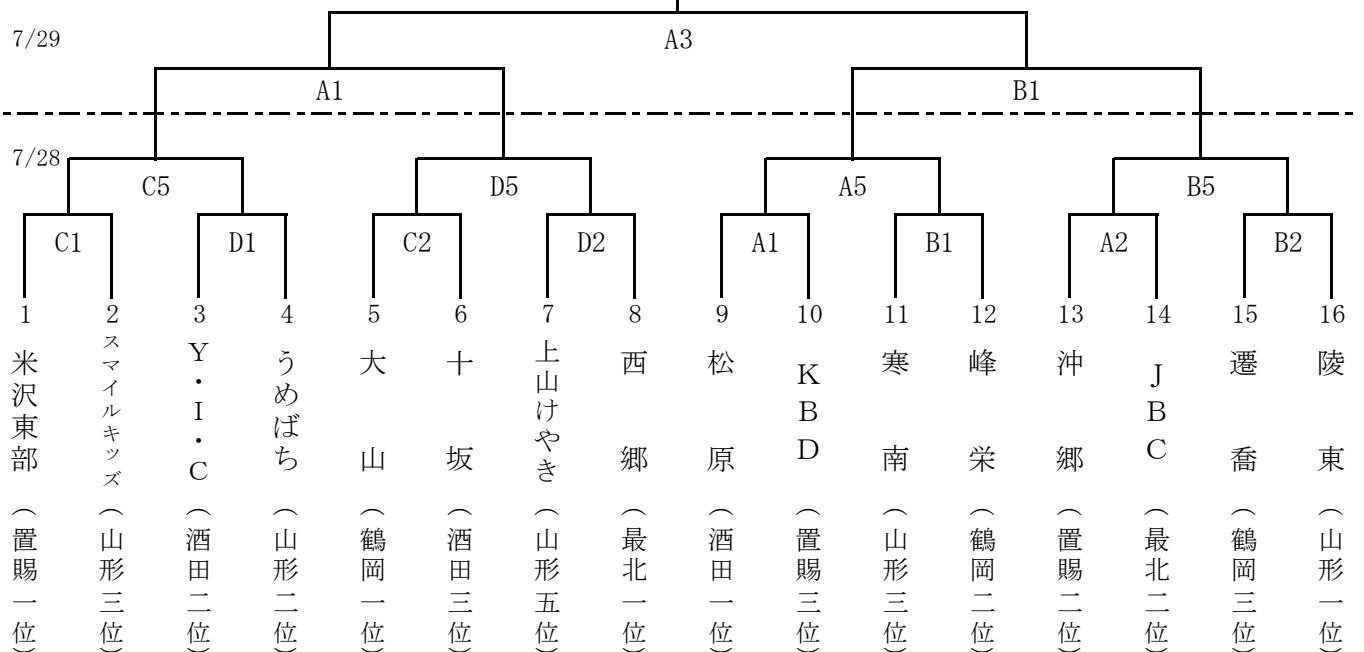 7/29
A3
A1
B1
7/28
C5
D5
A5
B5
C1
D1
C2
D2
A1
B1
A2
B2
1
2
3
4
5
6
7
8
9
10
11
12
13
14
15
16
米沢東部(置賜一位)
スマイルキッズ(山形三位)
Y・I・C(酒田二位)
うめばち(山形二位)
大山(鶴岡一位)
十坂(酒田三位)
上山けやき(山形五位)
西郷(最北一位)
松原(酒田一位)
KBD(置賜三位)
寒南(山形三位)
峰栄(鶴岡二位)
沖郷(置賜二位)
JBC(最北二位)
遷喬(鶴岡三位)
陵東(山形一位)